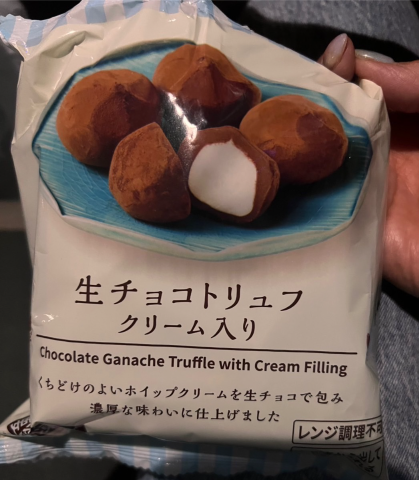 生チョコトリュフ
クリーム入り
Chocolate Ganache Truffle with Cream Filling
くちどけのよいホイップクリームを生チョコで包み
濃厚な味わいに仕上げました
レンジ調理不可